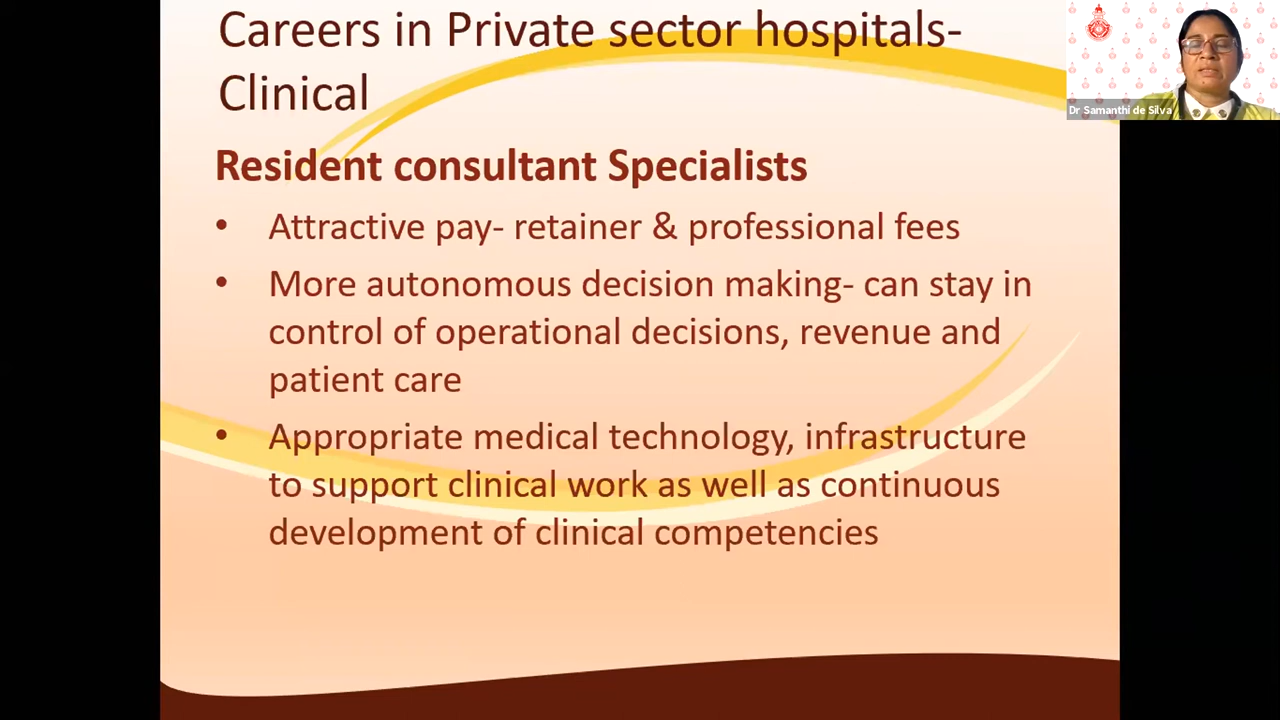 Careers in Private sector hospitals-
Clinical
Dr Samanthi de Silva
Resident consultant Specialists
• Attractive pay- retainer & professional fees
• More autonomous decision making- can stay in
control of operational decisions, revenue and
patient care
• Appropriate medical technology, infrastructure
to support clinical work as well as continuous
development of clinical competencies